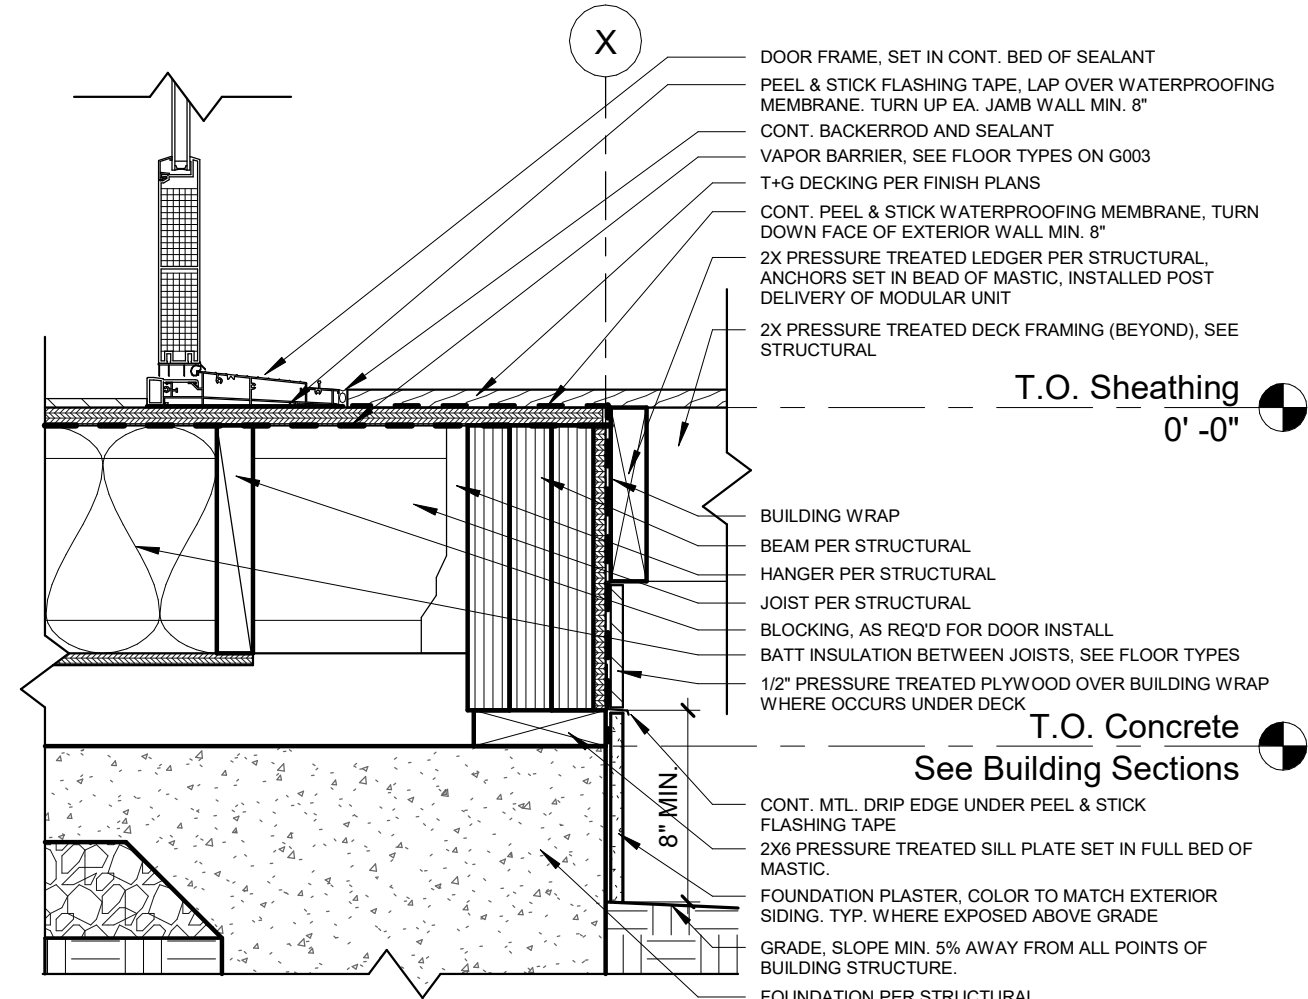 X
DOOR FRAME, SET IN CONT. BED OF SEALANT
PEEL & STICK FLASHING TAPE, LAP OVER WATERPROOFING
MEMBRANE. TURN UP EA. JAMB WALL MIN. 8"
CONT. BACKERROD AND SEALANT
VAPOR BARRIER, SEE FLOOR TYPES ON G003
T+G DECKING PER FINISH PLANS
CONT. PEEL & STICK WATERPROOFING MEMBRANE, TURN
DOWN FACE OF EXTERIOR WALL MIN. 8"
2X PRESSURE TREATED LEDGER PER STRUCTURAL,
ANCHORS SET IN BEAD OF MASTIC, INSTALLED POST
DELIVERY OF MODULAR UNIT
2X PRESSURE TREATED DECK FRAMING (BEYOND), SEE
STRUCTURAL
T.O. Sheathing
0' -0"
BUILDING WRAP
BEAM PER STRUCTURAL
HANGER PER STRUCTURAL
JOIST PER STRUCTURAL
BLOCKING, AS REQ'D FOR DOOR INSTALL
BATT INSULATION BETWEEN JOISTS, SEE FLOOR TYPES
1/2" PRESSURE TREATED PLYWOOD OVER BUILDING WRAP
WHERE OCCURS UNDER DECK
T.O. Concrete
See Building Sections
8" MIN.
CONT. MTL. DRIP EDGE UNDER PEEL & STICK
FLASHING TAPE
2X6 PRESSURE TREATED SILL PLATE SET IN FULL BED OF
MASTIC.
FOUNDATION PLASTER, COLOR TO MATCH EXTERIOR
SIDING. TYP. WHERE EXPOSED ABOVE GRADE
GRADE, SLOPE MIN. 5% AWAY FROM ALL POINTS OF
BUILDING STRUCTURE.
FOUNDATION PER STRUCTURAL